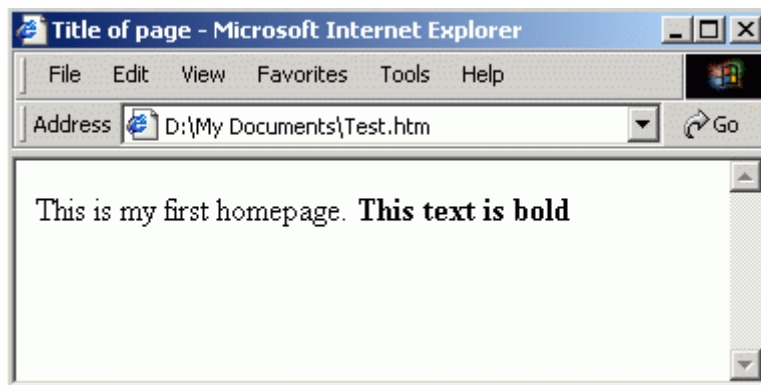 Title of page - Microsoft Internet Explorer
File Edit View Favorites Tools Help
Address D:\My Documents\Test.htm Go
This is my first homepage. This text is bold